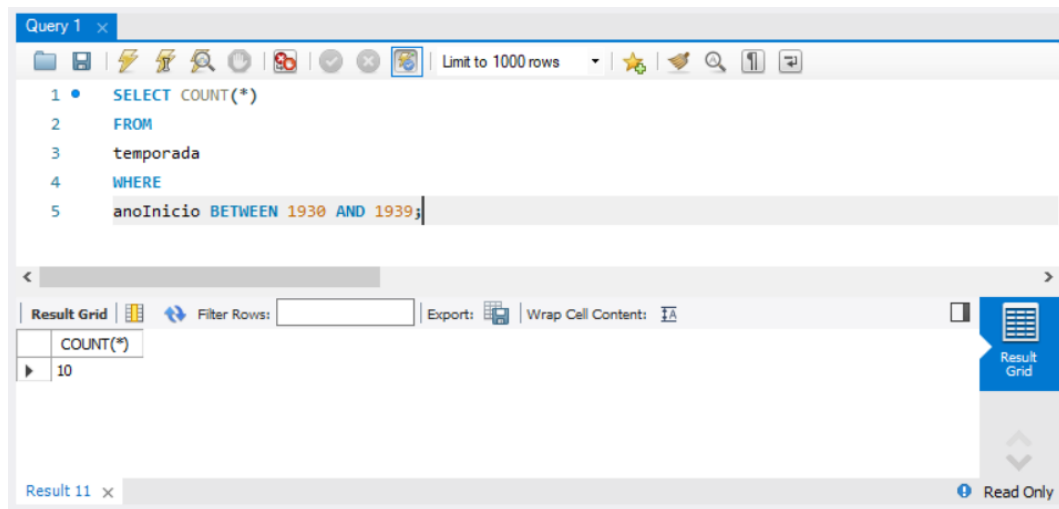 Query 1
Limit to 1000 rows
1 SELECT COUNT(*)
2 FROM
3 temporada
4 WHERE
5 anoInicio BETWEEN 1930 AND 1939;
Result Grid Filter Rows: Export: Wrap Cell Content:
COUNT(*)
10
Result
Grid
Result 11 Read Only